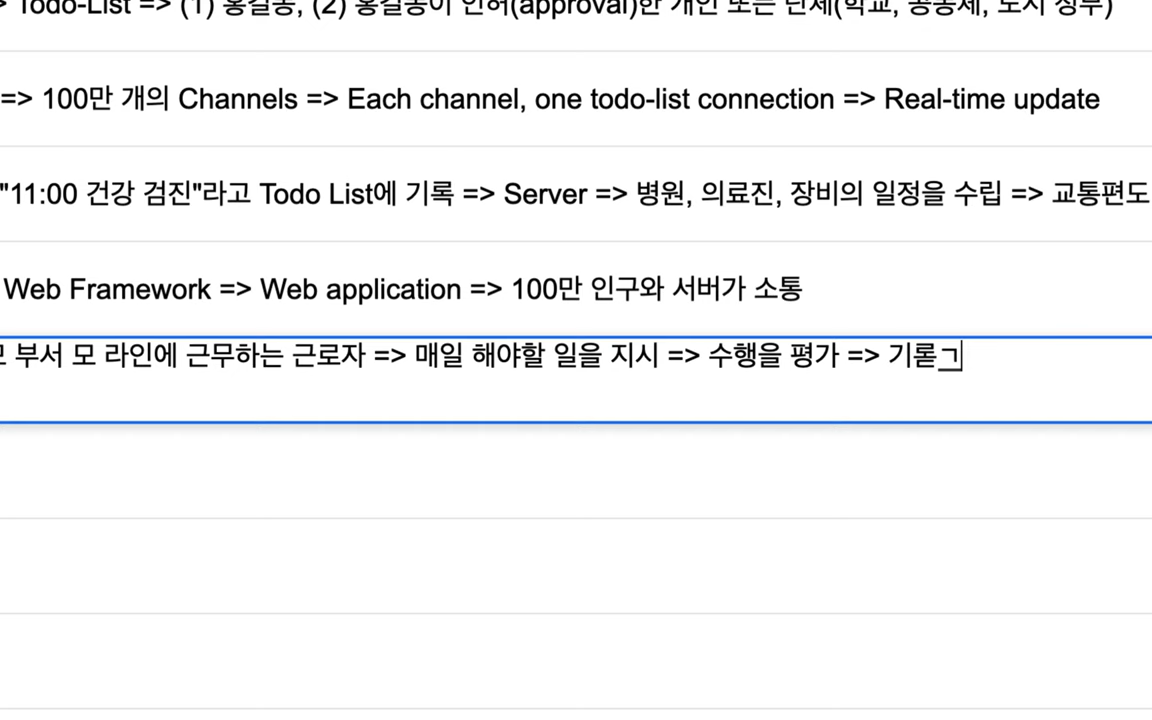 Todo-List => (1) 홍길동, (2) 홍길동이 인허(approval)한 개인 또는 단체(학교, 공동체, 도시 정부)
=> 100만 개의 Channels => Each channel, one todo-list connection => Real-time update
"11:00 건강 검진"라고 Todo List에 기록 => Server => 병원, 의료진, 장비의 일정을 수립 => 교통편도
Web Framework => Web application => 100만 인구와 서버가 소통
모 부서 모 라인에 근무하는 근로자 => 매일 해야할 일을 지시 => 수행을 평가 => 기론ㄱ